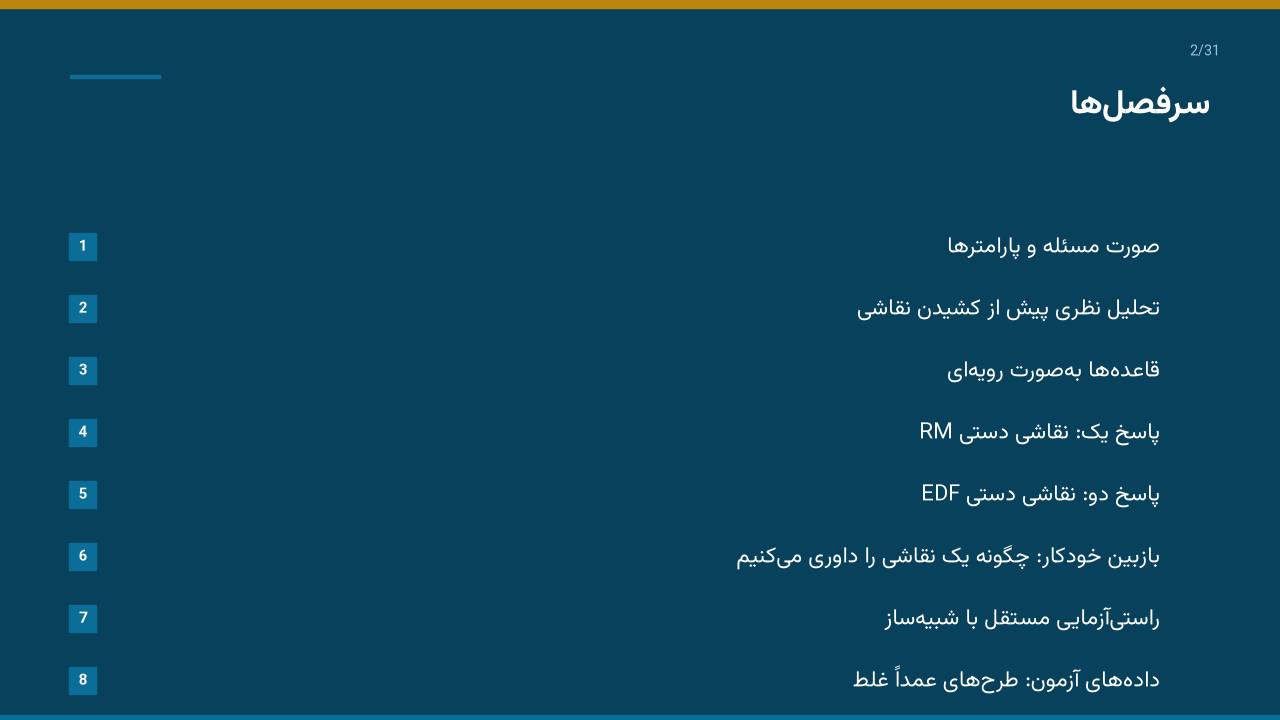 2/31
سرفصل‌ها
1 صورت مسئله و پارامترها
2 تحلیل نظری پیش از کشیدن نقاشی
3 قاعده‌ها به‌صورت رویه‌ای
4 پاسخ یک: نقاشی دستی RM
5 پاسخ دو: نقاشی دستی EDF
6 بازبین خودکار: چگونه یک نقاشی را داوری می‌کنیم
7 راستی‌آزمایی مستقل با شبیه‌ساز
8 داده‌های آزمون: طرح‌های عمداً غلط